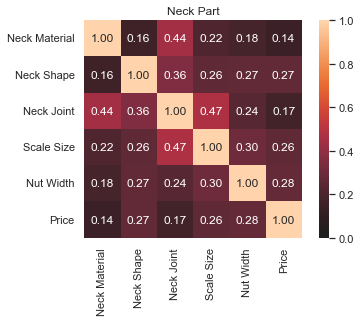 Neck Part
Neck Material 1.00 0.16 0.44 0.22 0.18 0.14
Neck Shape 0.16 1.00 0.36 0.26 0.27 0.27
Neck Joint 0.44 0.36 1.00 0.47 0.24 0.17
Scale Size 0.22 0.26 0.47 1.00 0.30 0.26
Nut Width 0.18 0.27 0.24 0.30 1.00 0.28
Price 0.14 0.27 0.17 0.26 0.28 1.00
Neck Material Neck Shape Neck Joint Scale Size Nut Width Price
1.0
0.8
0.6
0.4
0.2
0.0